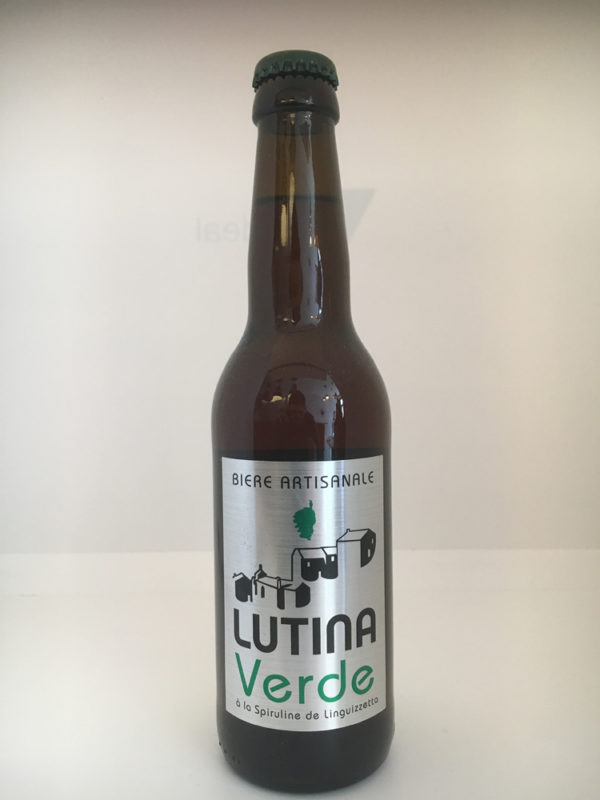 BIERE ARTISANALE
LUTINA
Verde
à la Spiruline de Linguizzetta